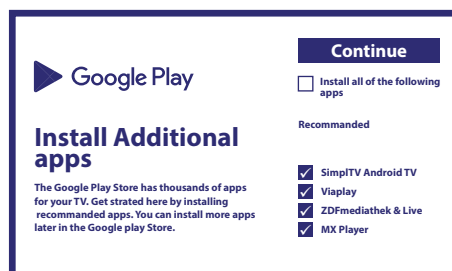 Google Play
Install Additional
apps
The Google Play Store has thousands of apps
for your TV. Get strated here by installing
recommanded apps. You can install more apps
later in the Google play Store.
Continue
Install all of the following
apps
Recommanded
SimplTV Android TV
Viaplay
ZDFmediathek & Live
MX Player